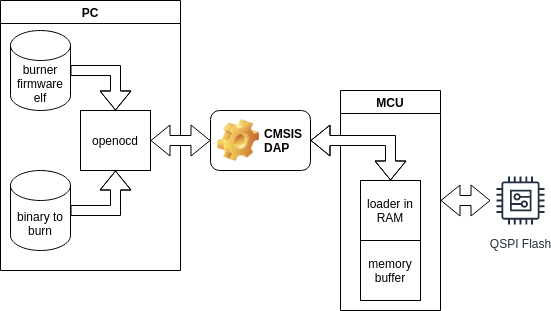 PC
burner
firmware
elf
openocd
binary to
burn
CMSIS
DAP
MCU
loader in
RAM
memory
buffer
QSPI Flash